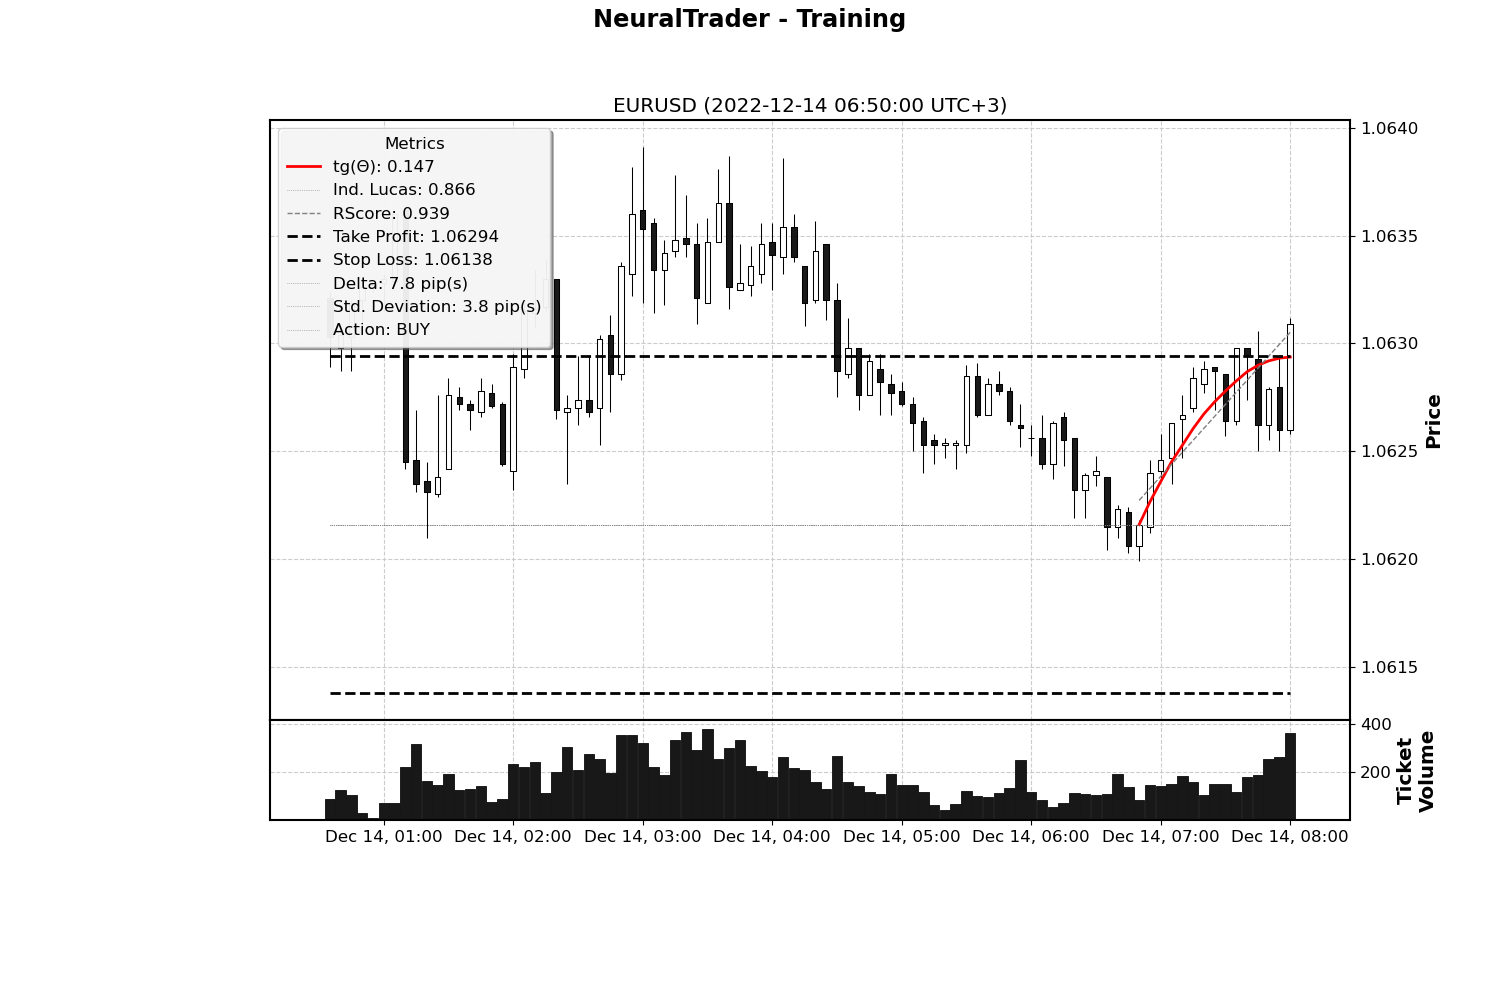 NeuralTrader - Training
EURUSD (2022-12-14 06:50:00 UTC+3)
Metrics
tg(Θ): 0.147
Ind. Lucas: 0.866
RScore: 0.939
Take Profit: 1.06294
Stop Loss: 1.06138
Delta: 7.8 pip(s)
Std. Deviation: 3.8 pip(s)
Action: BUY
1.0640
1.0635
1.0630
1.0625
1.0620
1.0615
Price
400
200
Ticket
Volume
Dec 14, 01:00
Dec 14, 02:00
Dec 14, 03:00
Dec 14, 04:00
Dec 14, 05:00
Dec 14, 06:00
Dec 14, 07:00
Dec 14, 08:00